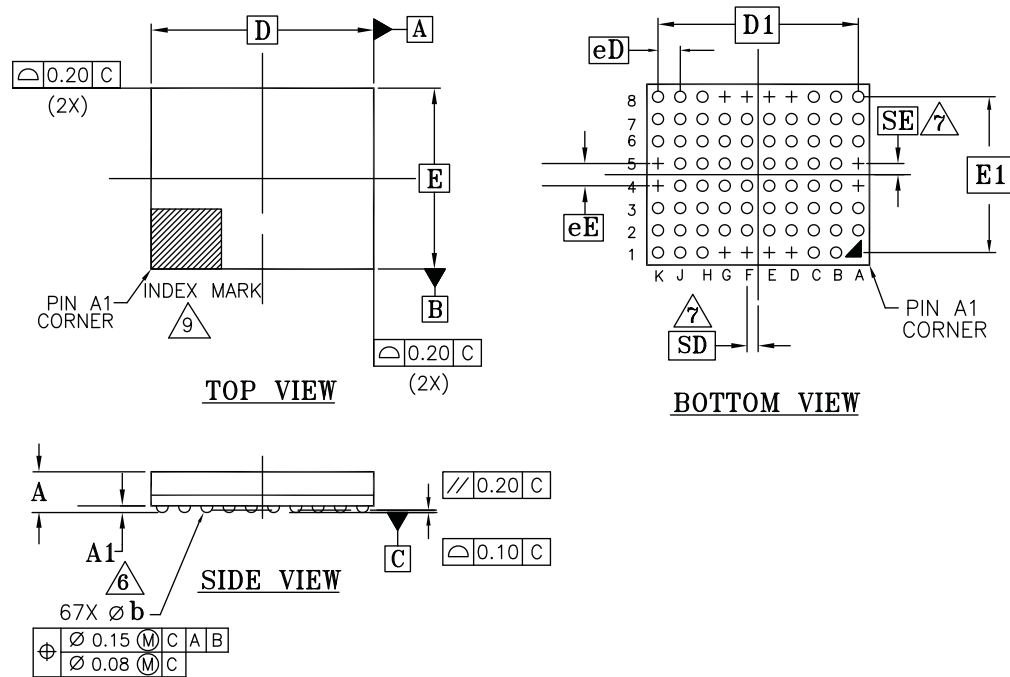 D
A
⌓ 0.20 C
(2X)
E
PIN A1
CORNER
INDEX MARK
9
B
⌓ 0.20 C
(2X)
TOP VIEW
D1
eD
8
7
6
5
4
3
2
1
K J H G F E D C B A
SE 7
E1
eE
7
SD
PIN A1
CORNER
BOTTOM VIEW
A
A1
6
SIDE VIEW
67X Ø b
⌖ Ø 0.15 Ⓜ C A B
Ø 0.08 Ⓜ C
// 0.20 C
C
⌓ 0.10 C